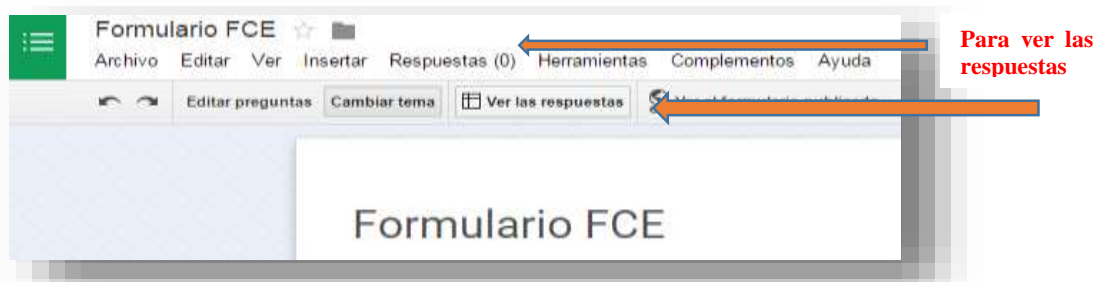 Formulario FCE
Archivo Editar Ver Insertar Respuestas (0) Herramientas Complementos Ayuda
Editar preguntas Cambiar tema Ver las respuestas
Formulario FCE
Para ver las
respuestas